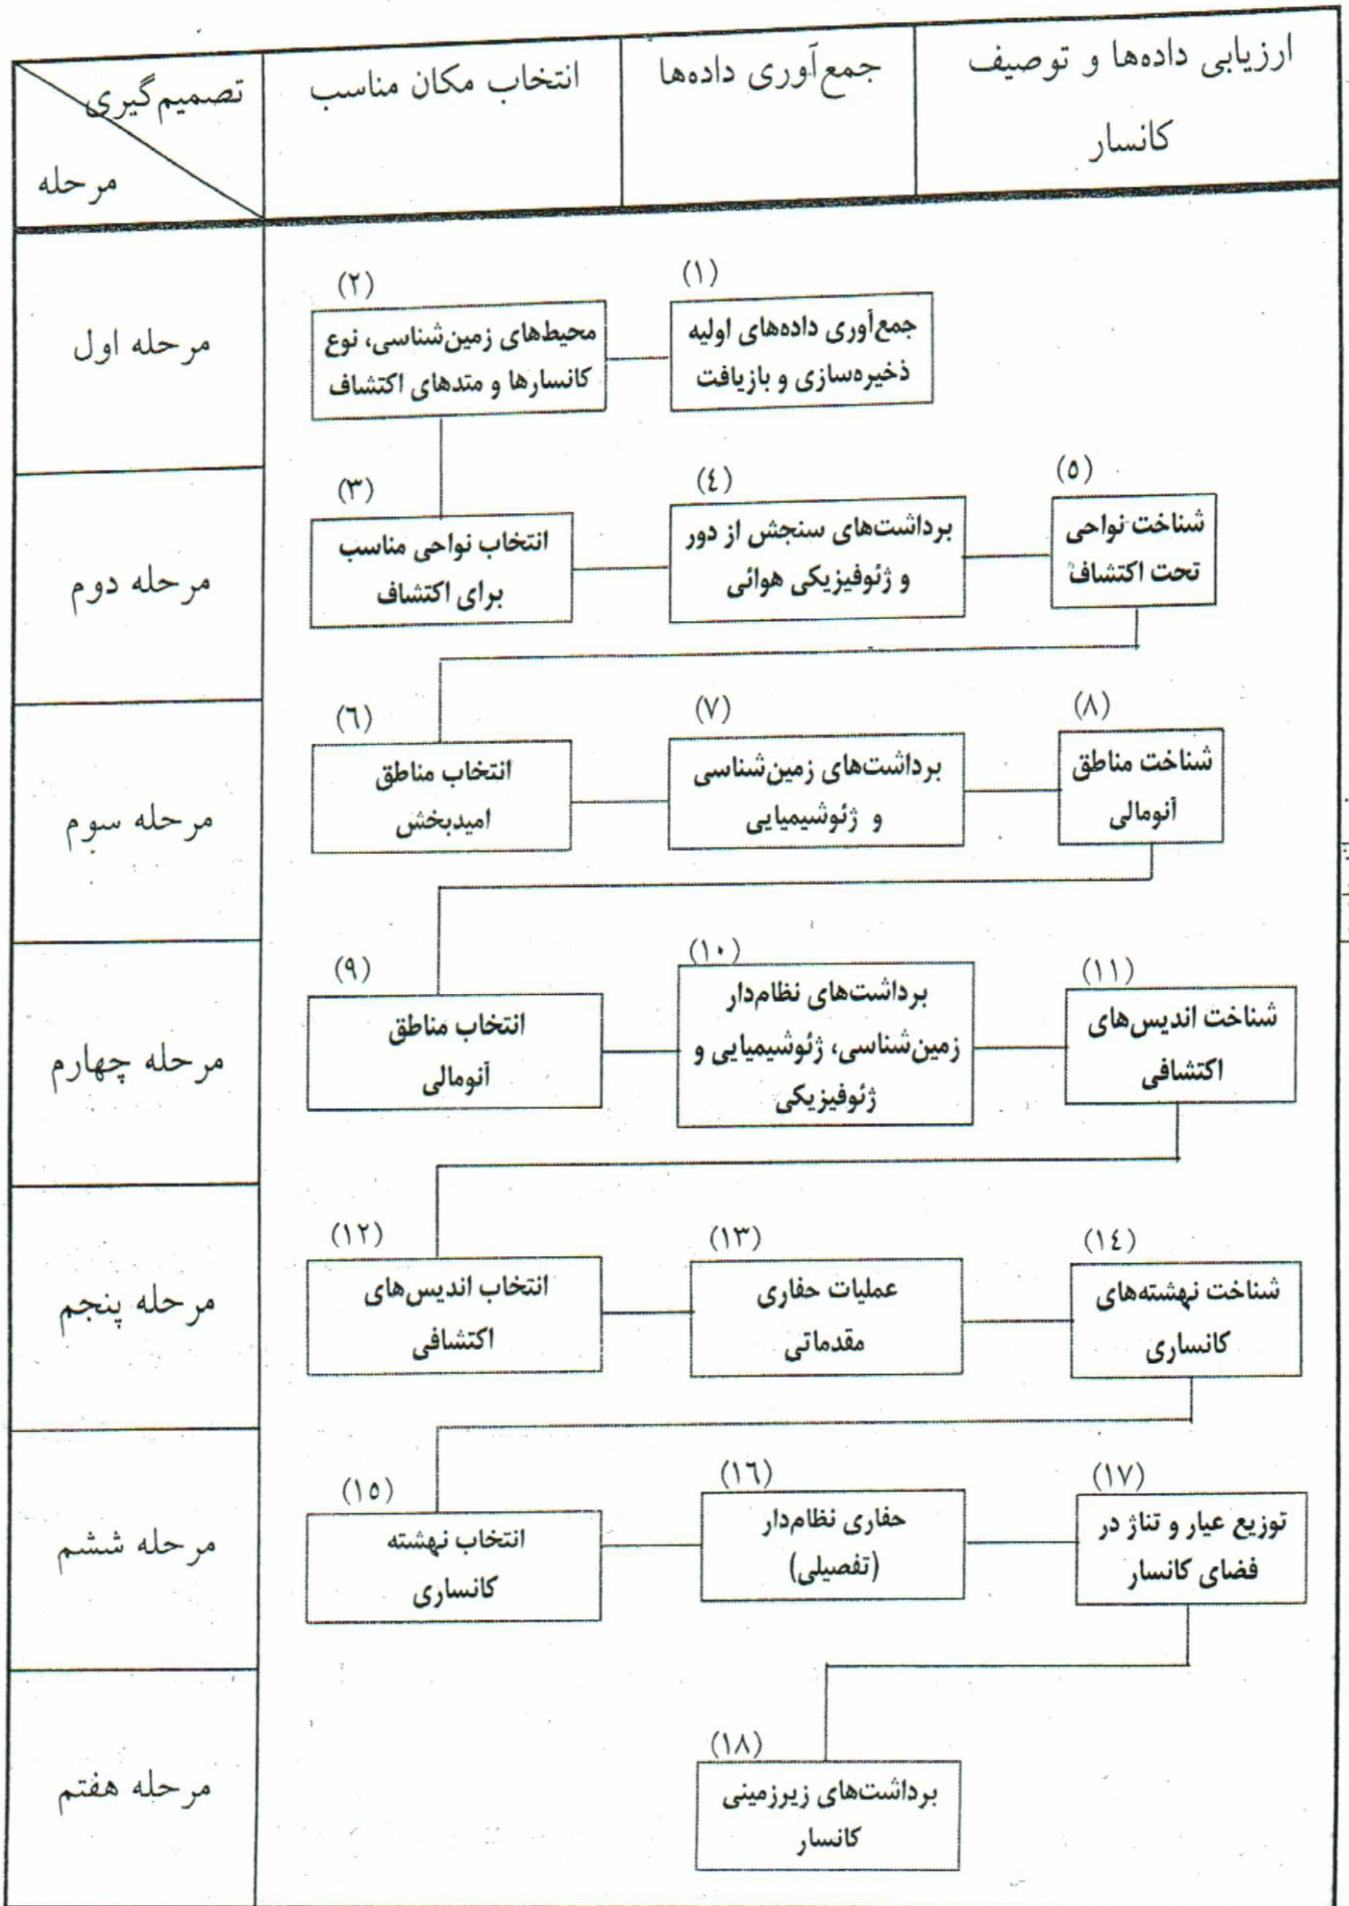 تصمیم‌گیری
مرحله
انتخاب مکان مناسب
جمع‌آوری داده‌ها
ارزیابی داده‌ها و توصیف
کانسار
مرحله اول
(۱)
جمع‌آوری داده‌های اولیه
ذخیره‌سازی و بازیافت
(۲)
محیط‌های زمین‌شناسی، نوع
کانسارها و متدهای اکتشاف
مرحله دوم
(۳)
انتخاب نواحی مناسب
برای اکتشاف
(٤)
برداشت‌های سنجش از دور
و ژئوفیزیکی هوائی
(٥)
شناخت نواحی
تحت اکتشاف
مرحله سوم
(٦)
انتخاب مناطق
امیدبخش
(۷)
برداشت‌های زمین‌شناسی
و ژئوشیمیایی
(۸)
شناخت مناطق
آنومالی
مرحله چهارم
(۹)
انتخاب مناطق
آنومالی
(۱۰)
برداشت‌های نظام‌دار
زمین‌شناسی، ژئوشیمیایی و
ژئوفیزیکی
(۱۱)
شناخت اندیس‌های
اکتشافی
مرحله پنجم
(۱۲)
انتخاب اندیس‌های
اکتشافی
(۱۳)
عملیات حفاری
مقدماتی
(۱٤)
شناخت نهشته‌های
کانساری
مرحله ششم
(۱٥)
انتخاب نهشته
کانساری
(۱٦)
حفاری نظام‌دار
(تفصیلی)
(۱۷)
توزیع عیار و تناژ در
فضای کانسار
مرحله هفتم
(۱۸)
برداشت‌های زیرزمینی
کانسار